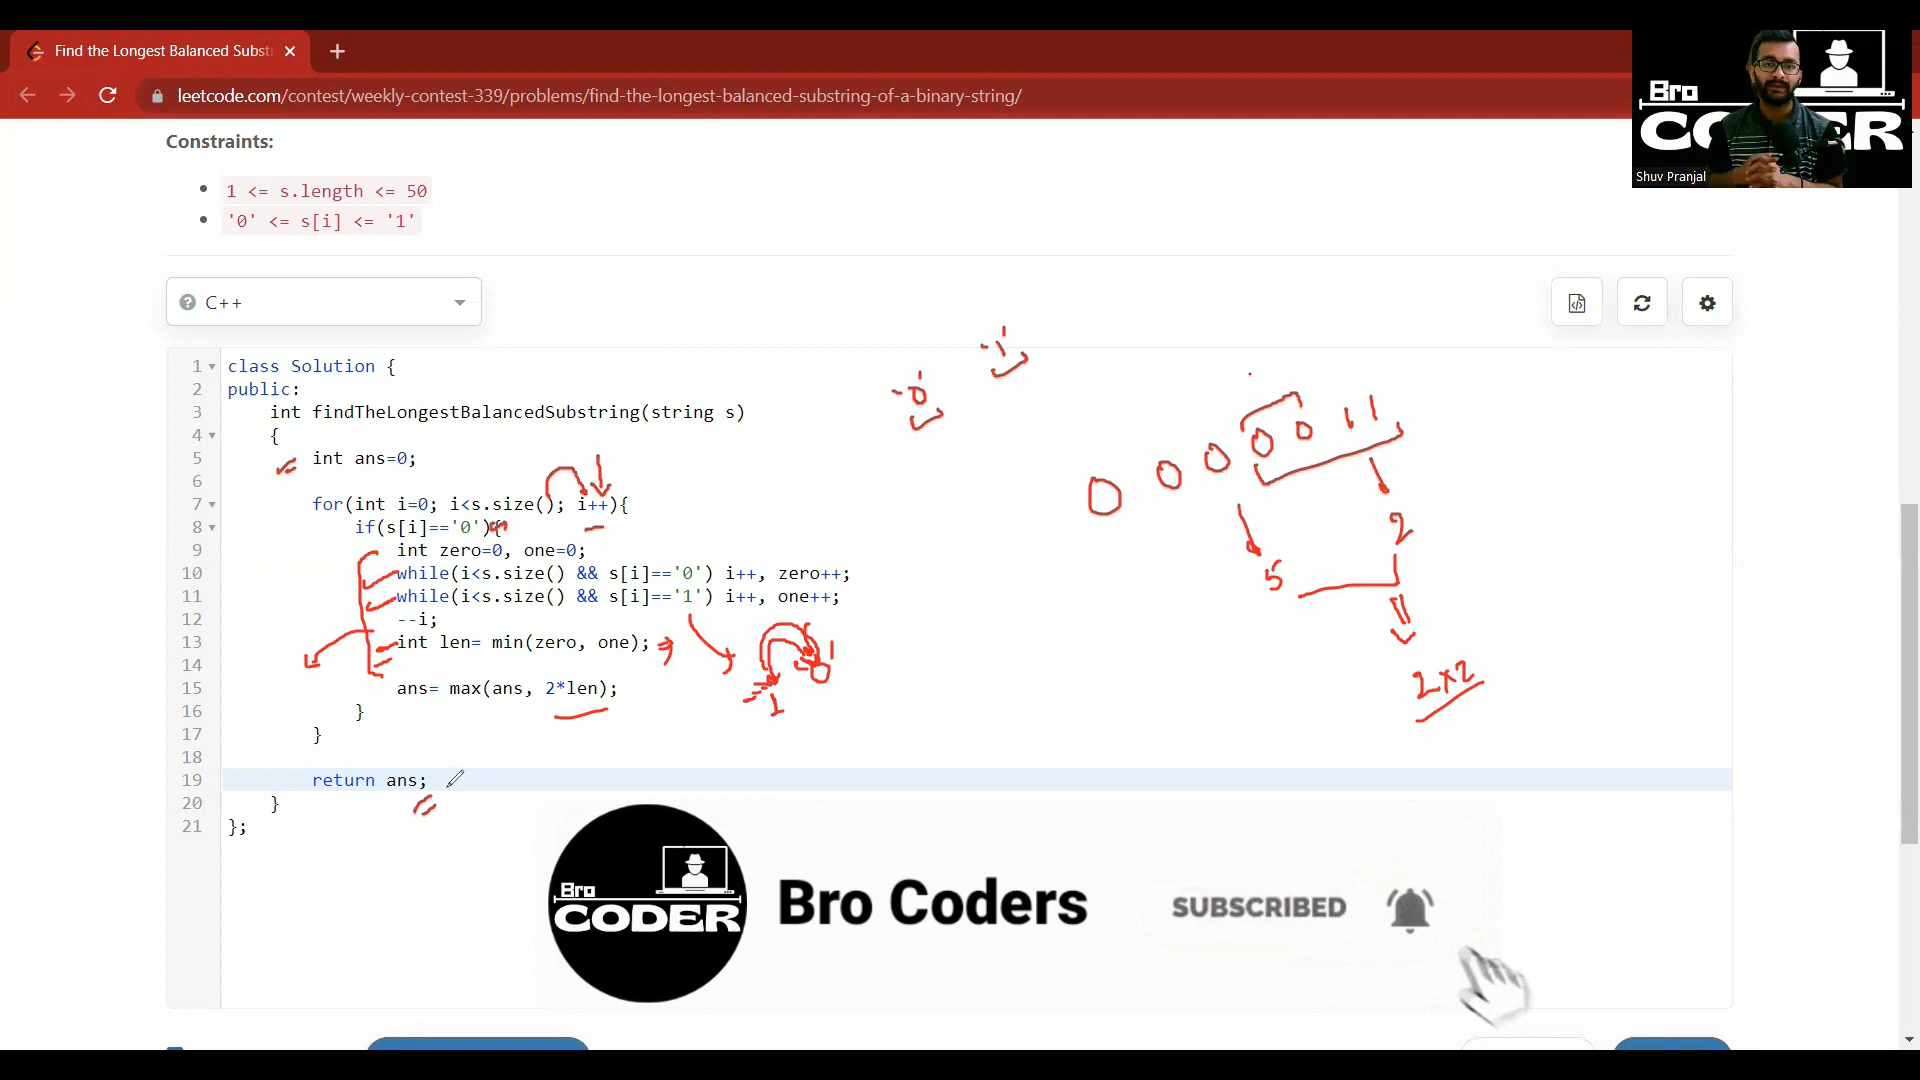 Find the Longest Balanced Subst
leetcode.com/contest/weekly-contest-339/problems/find-the-longest-balanced-substring-of-a-binary-string/
Bro
CODER
Shuv Pranjal
Constraints:
1 <= s.length <= 50
'0' <= s[i] <= '1'
C++
1 class Solution {
2 public:
3 int findTheLongestBalancedSubstring(string s)
4 {
5 int ans=0;
6
7 for(int i=0; i<s.size(); i++){
8 if(s[i]=='0'){
9 int zero=0, one=0;
10 while(i<s.size() && s[i]=='0') i++, zero++;
11 while(i<s.size() && s[i]=='1') i++, one++;
12 --i;
13 int len= min(zero, one);
14
15 ans= max(ans, 2*len);
16 }
17 }
18
19 return ans;
20 }
21 };
0 0 0 0 0 1 1
5
2
2x2
1
0
Bro
CODER
Bro Coders
SUBSCRIBED